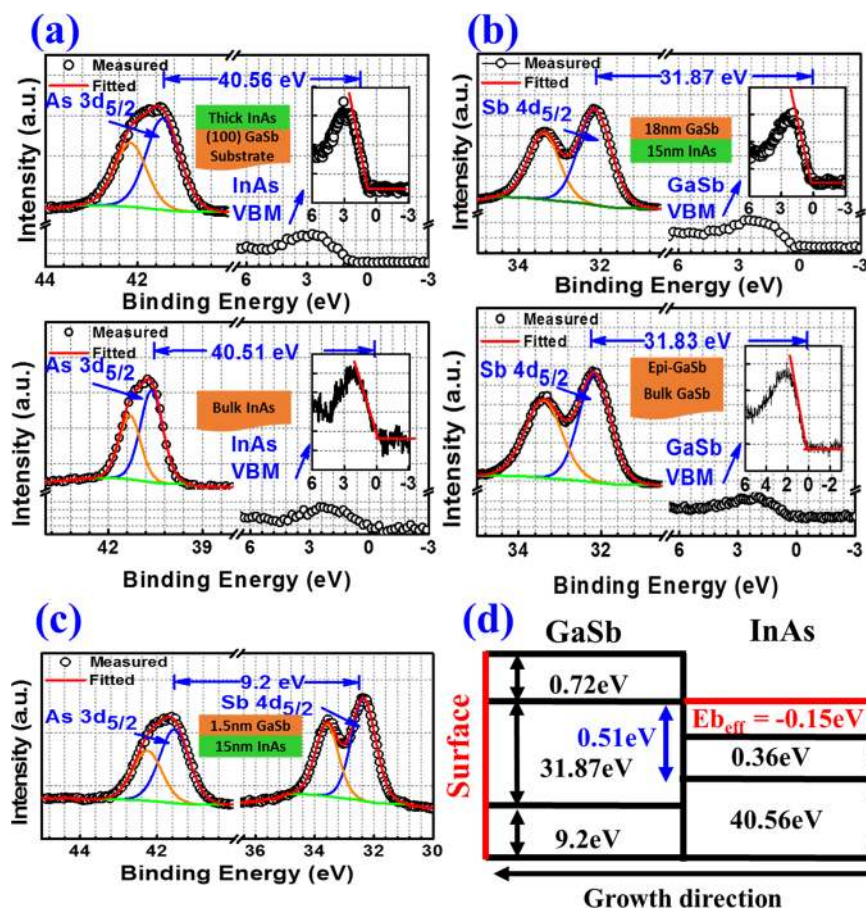 (a)
Measured
Fitted
40.56 eV
As 3d5/2
Thick InAs
(100) GaSb
Substrate
InAs
VBM
6 3 0 -3
Intensity (a.u.)
44 42 6 3 0 -3
Binding Energy (eV)
Measured
Fitted
40.51 eV
As 3d5/2
Bulk InAs
InAs
VBM
6 3 0 -3
Intensity (a.u.)
42 39 6 3 0 -3
Binding Energy (eV)
(b)
Measured
Fitted
31.87 eV
Sb 4d5/2
18nm GaSb
15nm InAs
GaSb
VBM
6 3 0 -3
Intensity (a.u.)
34 32 6 3 0 -3
Binding Energy (eV)
Measured
Fitted
31.83 eV
Sb 4d5/2
Epi-GaSb
Bulk GaSb
GaSb
VBM
6 4 2 0 -2
Intensity (a.u.)
34 32 6 3 0 -3
Binding Energy (eV)
(c)
Measured
Fitted
9.2 eV
As 3d5/2
Sb 4d5/2
1.5nm GaSb
15nm InAs
Intensity (a.u.)
44 42 36 34 32 30
Binding Energy (eV)
(d)
GaSb InAs
Surface
0.72eV
Ebeff = -0.15eV
0.51eV
0.36eV
31.87eV
40.56eV
9.2eV
Growth direction